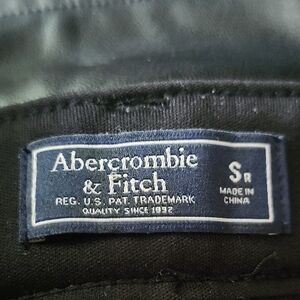 Abercrombie
& Fitch
REG. U.S. PAT. TRADEMARK
QUALITY SINCE 1892
S R
MADE IN
CHINA